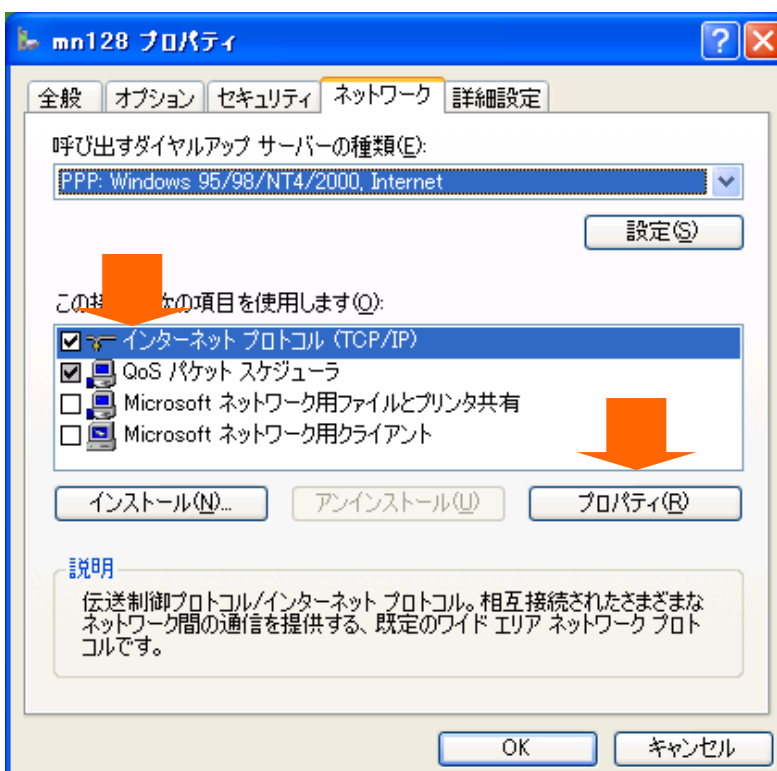 mn128 プロパティ
全般 オプション セキュリティ ネットワーク 詳細設定
呼び出すダイヤルアップ サーバーの種類(E):
PPP: Windows 95/98/NT4/2000, Internet
設定(S)
この 次の項目を使用します(O):
インターネット プロトコル (TCP/IP)
QoS パケット スケジューラ
Microsoft ネットワーク用ファイルとプリンタ共有
Microsoft ネットワーク用クライアント
インストール(N)... アンインストール(U) プロパティ(R)
説明
伝送制御プロトコル/インターネット プロトコル。相互接続されたさまざまな
ネットワーク間の通信を提供する、既定のワイド エリア ネットワーク プロト
コルです。
OK キャンセル